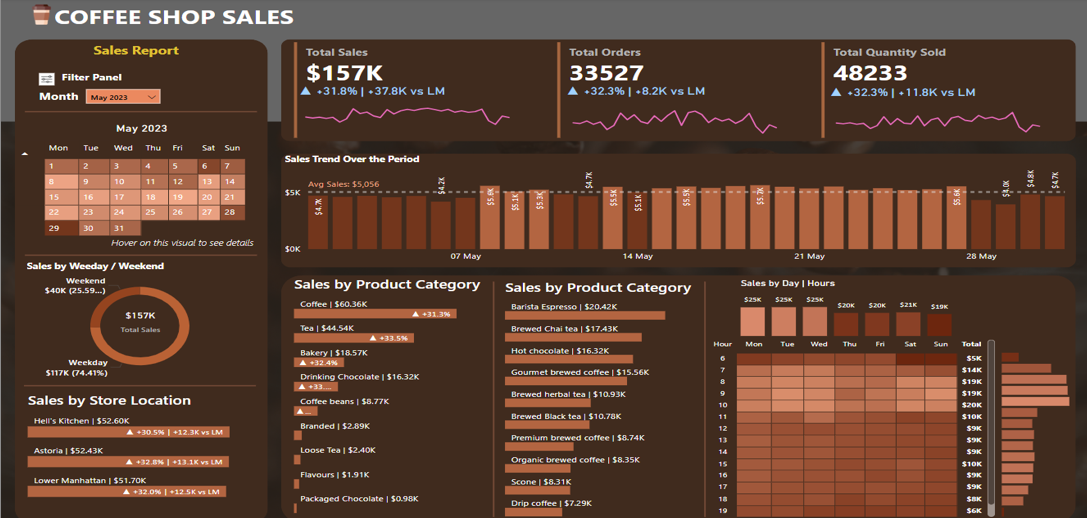 COFFEE SHOP SALES
Sales Report
Filter Panel
Month May 2023
May 2023
Mon Tue Wed Thu Fri Sat Sun
1 2 3 4 5 6 7
8 9 10 11 12 13 14
15 16 17 18 19 20 21
22 23 24 25 26 27 28
29 30 31
Hover on this visual to see details
Sales by Weeday / Weekend
Weekend
$40K (25.59...)
$157K
Total Sales
Weekday
$117K (74.41%)
Sales by Store Location
Hell's Kitchen | $52.60K
+30.5% | +12.3K vs LM
Astoria | $52.43K
+32.8% | +13.1K vs LM
Lower Manhattan | $51.70K
+32.0% | +12.5K vs LM
Total Sales
$157K
+31.8% | +37.8K vs LM
Total Orders
33527
+32.3% | +8.2K vs LM
Total Quantity Sold
48233
+32.3% | +11.8K vs LM
Sales Trend Over the Period
Avg Sales: $5,056
$5K
$0K
$4.7K $4.2K $5.6K $5.1K $5.3K $4.7K $5.5K $5.1K $5.5K $5.7K $5.6K $4.0K $4.8K $4.7K
07 May 14 May 21 May 28 May
Sales by Product Category
Coffee | $60.36K
+31.3%
Tea | $44.54K
+33.5%
Bakery | $18.57K
+32.4%
Drinking Chocolate | $16.32K
+33....
Coffee beans | $8.77K
...
Branded | $2.89K
Loose Tea | $2.40K
Flavours | $1.91K
Packaged Chocolate | $0.98K
Sales by Product Category
Barista Espresso | $20.42K
Brewed Chai tea | $17.43K
Hot chocolate | $16.32K
Gourmet brewed coffee | $15.56K
Brewed herbal tea | $10.93K
Brewed Black tea | $10.78K
Premium brewed coffee | $8.74K
Organic brewed coffee | $8.35K
Scone | $8.31K
Drip coffee | $7.29K
Sales by Day | Hours
$25K $25K $25K $20K $20K $21K $19K
Hour Mon Tue Wed Thu Fri Sat Sun Total
6 $5K
7 $14K
8 $19K
9 $19K
10 $20K
11 $10K
12 $9K
13 $9K
14 $9K
15 $10K
16 $9K
17 $9K
18 $8K
19 $6K